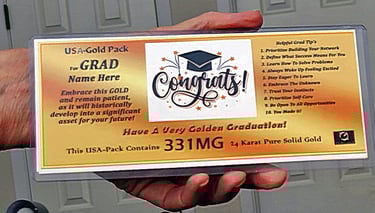 USA-Gold Pack
For GRAD
Name Here
Embrace this GOLD
and remain patient,
as it will historically
develop into a significant
asset for your future!
Congrats!
Helpful Grad Tip's
1. Prioritize Building Your Network
2. Define What Success Means For You
3. Learn How To Solve Problems
4. Always Wake Up Feeling Excited
5. Stay Eager To Learn
6. Embrace The Unknown
7. Trust Your Instincts
8. Prioritize Self-Care
9. Be Open To All Opportunities
10. You Made it!
Have A Very Golden Graduation!
This USA-Pack Contains 331MG 24 Karat Pure Solid Gold